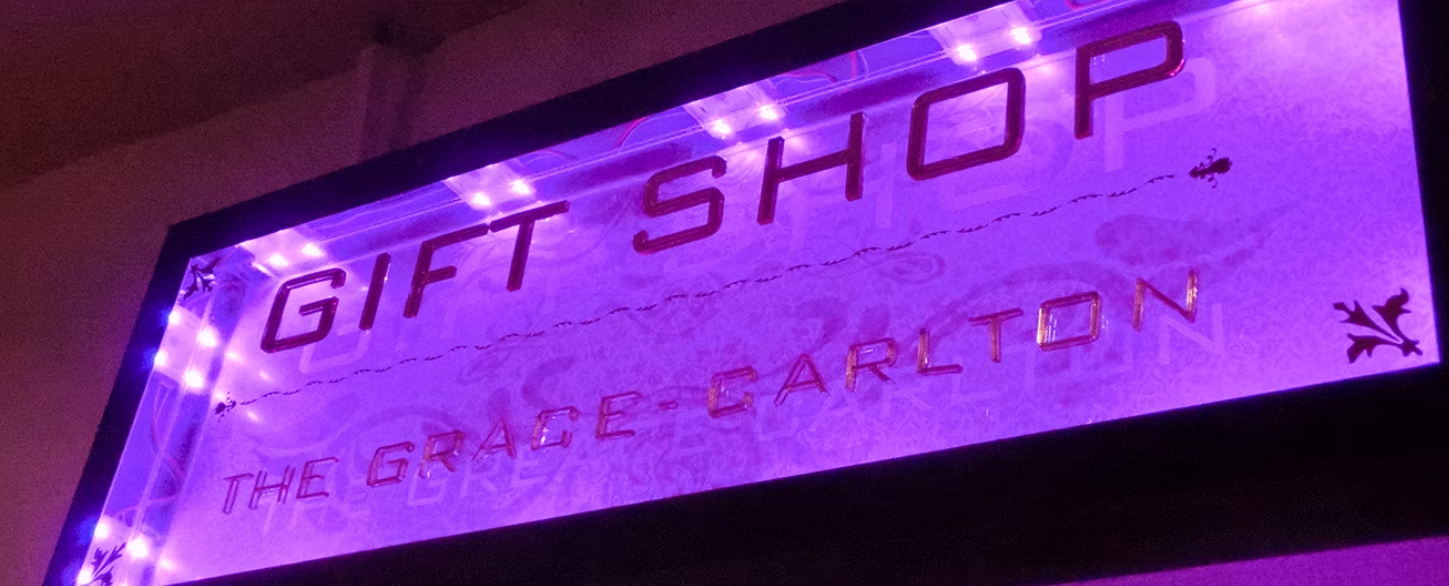 GIFT SHOP
THE GRACE-CARLTON